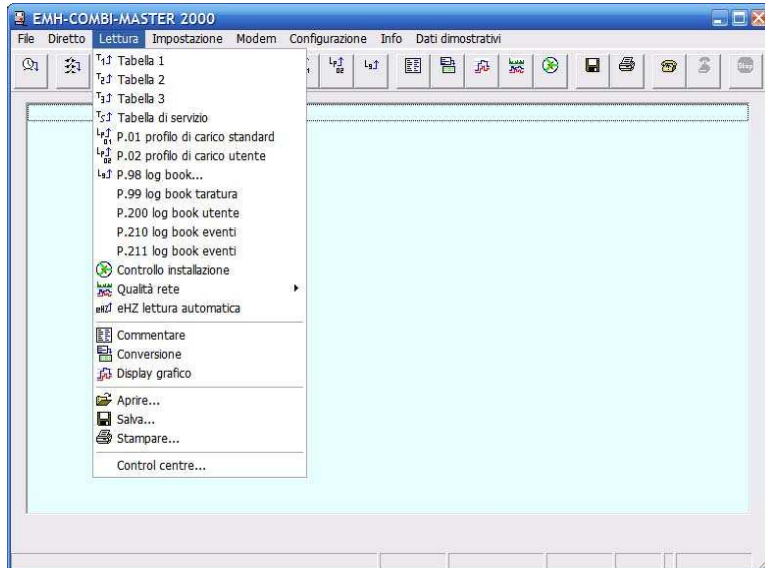 EMH-COMBI-MASTER 2000
File Diretto Lettura Impostazione Modem Configurazione Info Dati dimostrativi
Tabella 1
Tabella 2
Tabella 3
Tabella di servizio
P.01 profilo di carico standard
P.02 profilo di carico utente
P.98 log book...
P.99 log book taratura
P.200 log book utente
P.210 log book eventi
P.211 log book eventi
Controllo installazione
Qualità rete
eHZ lettura automatica
Commentare
Conversione
Display grafico
Aprire...
Salva...
Stampare...
Control centre...